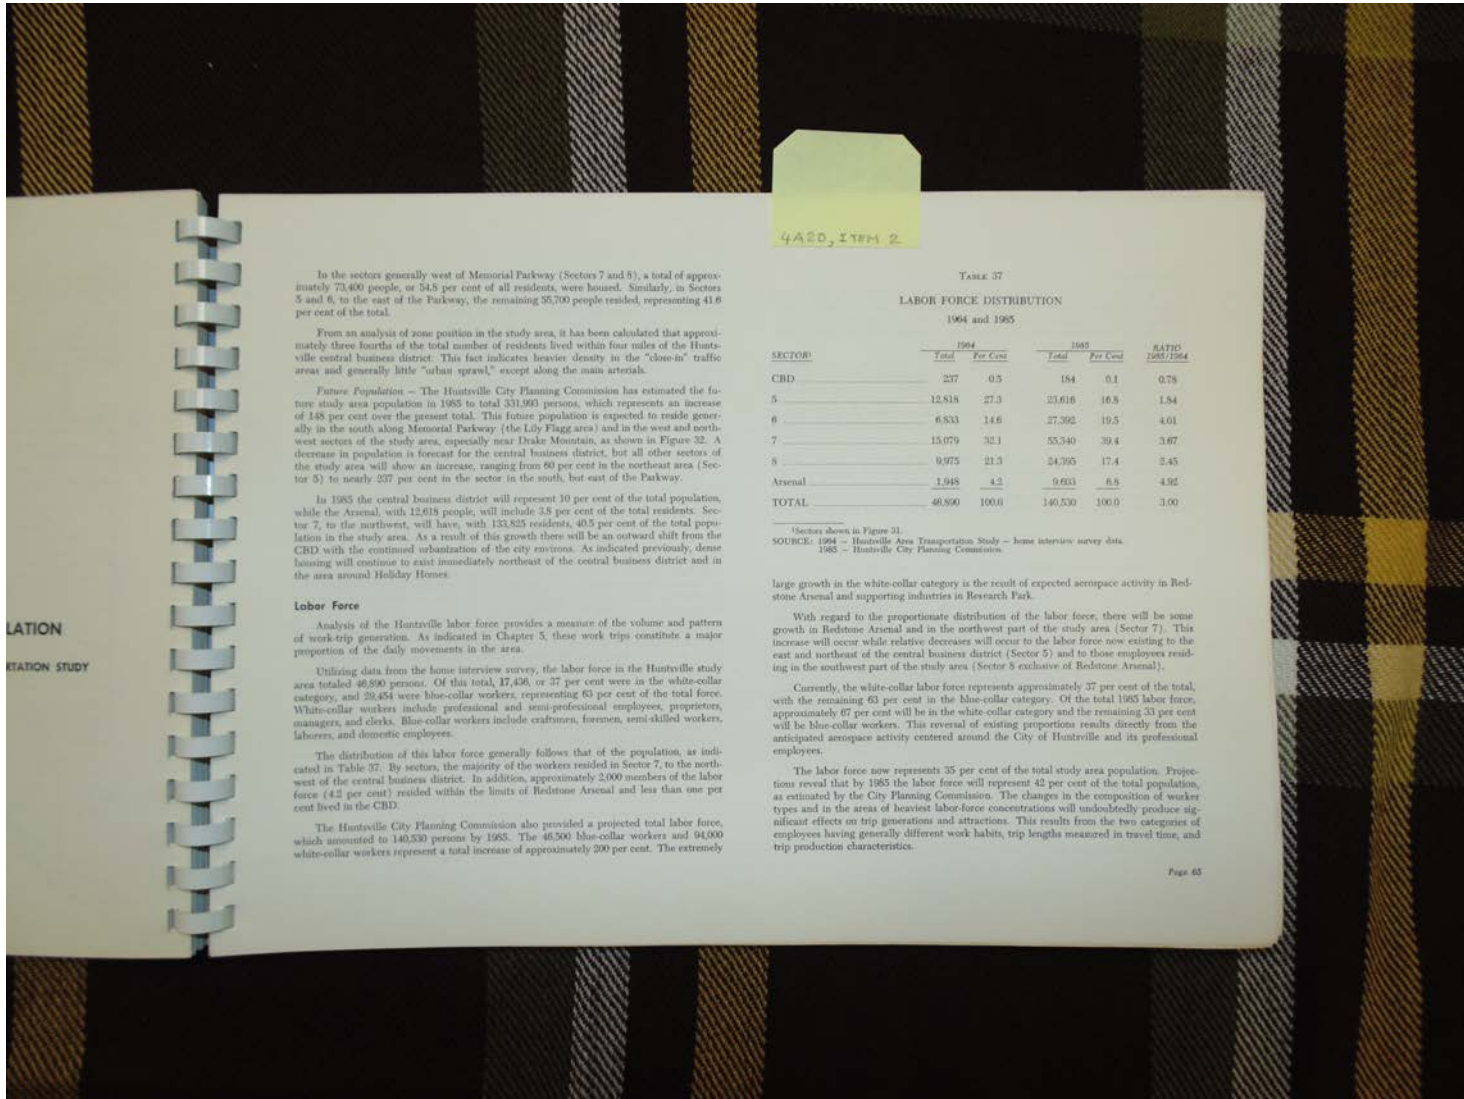 LATION
RTATION STUDY
4A2D, ITEM 2
In the sectors generally west of Memorial Parkway (Sectors 7 and 8), a total of approx-
imately 73,400 people, or 54.8 per cent of all residents, were housed. Similarly, in Sectors
5 and 6, to the east of the Parkway, the remaining 55,700 people resided, representing 41.6
per cent of the total.
From an analysis of zone position in the study area, it has been calculated that approxi-
mately three fourths of the total number of residents lived within four miles of the Hunts-
ville central business district. This fact indicates heavier density in the "close-in" traffic
areas and generally little "urban sprawl," except along the main arterials.
Future Population — The Huntsville City Planning Commission has estimated the fu-
ture study area population in 1985 to total 331,993 persons, which represents an increase
of 148 per cent over the present total. This future population is expected to reside gener-
ally in the south along Memorial Parkway (the Lily Flagg area) and in the west and north-
west sectors of the study area, especially near Drake Mountain, as shown in Figure 32. A
decrease in population is forecast for the central business district, but all other sectors of
the study area will show an increase, ranging from 60 per cent in the northeast area (Sec-
tor 5) to nearly 237 per cent in the sector in the south, but east of the Parkway.
In 1985 the central business district will represent 10 per cent of the total population,
while the Arsenal, with 12,618 people, will include 3.8 per cent of the total residents. Sec-
tor 7, to the northwest, will have, with 133,825 residents, 40.5 per cent of the total popu-
lation in the study area. As a result of this growth there will be an outward shift from the
CBD with the continued urbanization of the city environs. As indicated previously, dense
housing will continue to exist immediately northeast of the central business district and in
the area around Holiday Homes.
Labor Force
Analysis of the Huntsville labor force provides a measure of the volume and pattern
of work-trip generation. As indicated in Chapter 5, these work trips constitute a major
proportion of the daily movements in the area.
Utilizing data from the home interview survey, the labor force in the Huntsville study
area totaled 46,890 persons. Of this total, 17,436, or 37 per cent were in the white-collar
category, and 29,454 were blue-collar workers, representing 63 per cent of the total force.
White-collar workers include professional and semi-professional employees, proprietors,
managers, and clerks. Blue-collar workers include craftsmen, foremen, semi-skilled workers,
laborers, and domestic employees.
The distribution of this labor force generally follows that of the population, as indi-
cated in Table 37. By sectors, the majority of the workers resided in Sector 7, to the north-
west of the central business district. In addition, approximately 2,000 members of the labor
force (4.2 per cent) resided within the limits of Redstone Arsenal and less than one per
cent lived in the CBD.
The Huntsville City Planning Commission also provided a projected total labor force,
which amounted to 140,530 persons by 1985. The 46,500 blue-collar workers and 94,000
white-collar workers represent a total increase of approximately 200 per cent. The extremely
TABLE 37
LABOR FORCE DISTRIBUTION
1964 and 1985
1964 1985 RATIO
SECTOR¹ Total Per Cent Total Per Cent 1985/1964
CBD 237 0.5 184 0.1 0.78
5 12,818 27.3 23,616 16.8 1.84
6 6,833 14.6 27,392 19.5 4.01
7 15,079 32.1 55,340 39.4 3.67
8 9,975 21.3 24,395 17.4 2.45
Arsenal 1,948 4.2 9,603 6.8 4.92
TOTAL 46,890 100.0 140,530 100.0 3.00
¹Sectors shown in Figure 31.
SOURCE: 1964 — Huntsville Area Transportation Study — home interview survey data.
1985 — Huntsville City Planning Commission.
large growth in the white-collar category is the result of expected aerospace activity in Red-
stone Arsenal and supporting industries in Research Park.
With regard to the proportionate distribution of the labor force, there will be some
growth in Redstone Arsenal and in the northwest part of the study area (Sector 7). This
increase will occur while relative decreases will occur to the labor force now existing to the
east and northeast of the central business district (Sector 5) and to those employees resid-
ing in the southwest part of the study area (Sector 8 exclusive of Redstone Arsenal).
Currently, the white-collar labor force represents approximately 37 per cent of the total,
with the remaining 63 per cent in the blue-collar category. Of the total 1985 labor force,
approximately 67 per cent will be in the white-collar category and the remaining 33 per cent
will be blue-collar workers. This reversal of existing proportions results directly from the
anticipated aerospace activity centered around the City of Huntsville and its professional
employees.
The labor force now represents 35 per cent of the total study area population. Projec-
tions reveal that by 1985 the labor force will represent 42 per cent of the total population,
as estimated by the City Planning Commission. The changes in the composition of worker
types and in the areas of heaviest labor-force concentrations will undoubtedly produce sig-
nificant effects on trip generations and attractions. This results from the two categories of
employees having generally different work habits, trip lengths measured in travel time, and
trip production characteristics.
Page 65